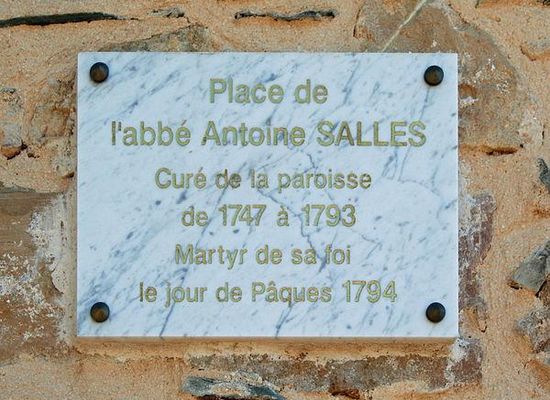 Place de
l'abbé Antoine SALLES
Curé de la paroisse
de 1747 à 1793
Martyr de sa foi
le jour de Pâques 1794